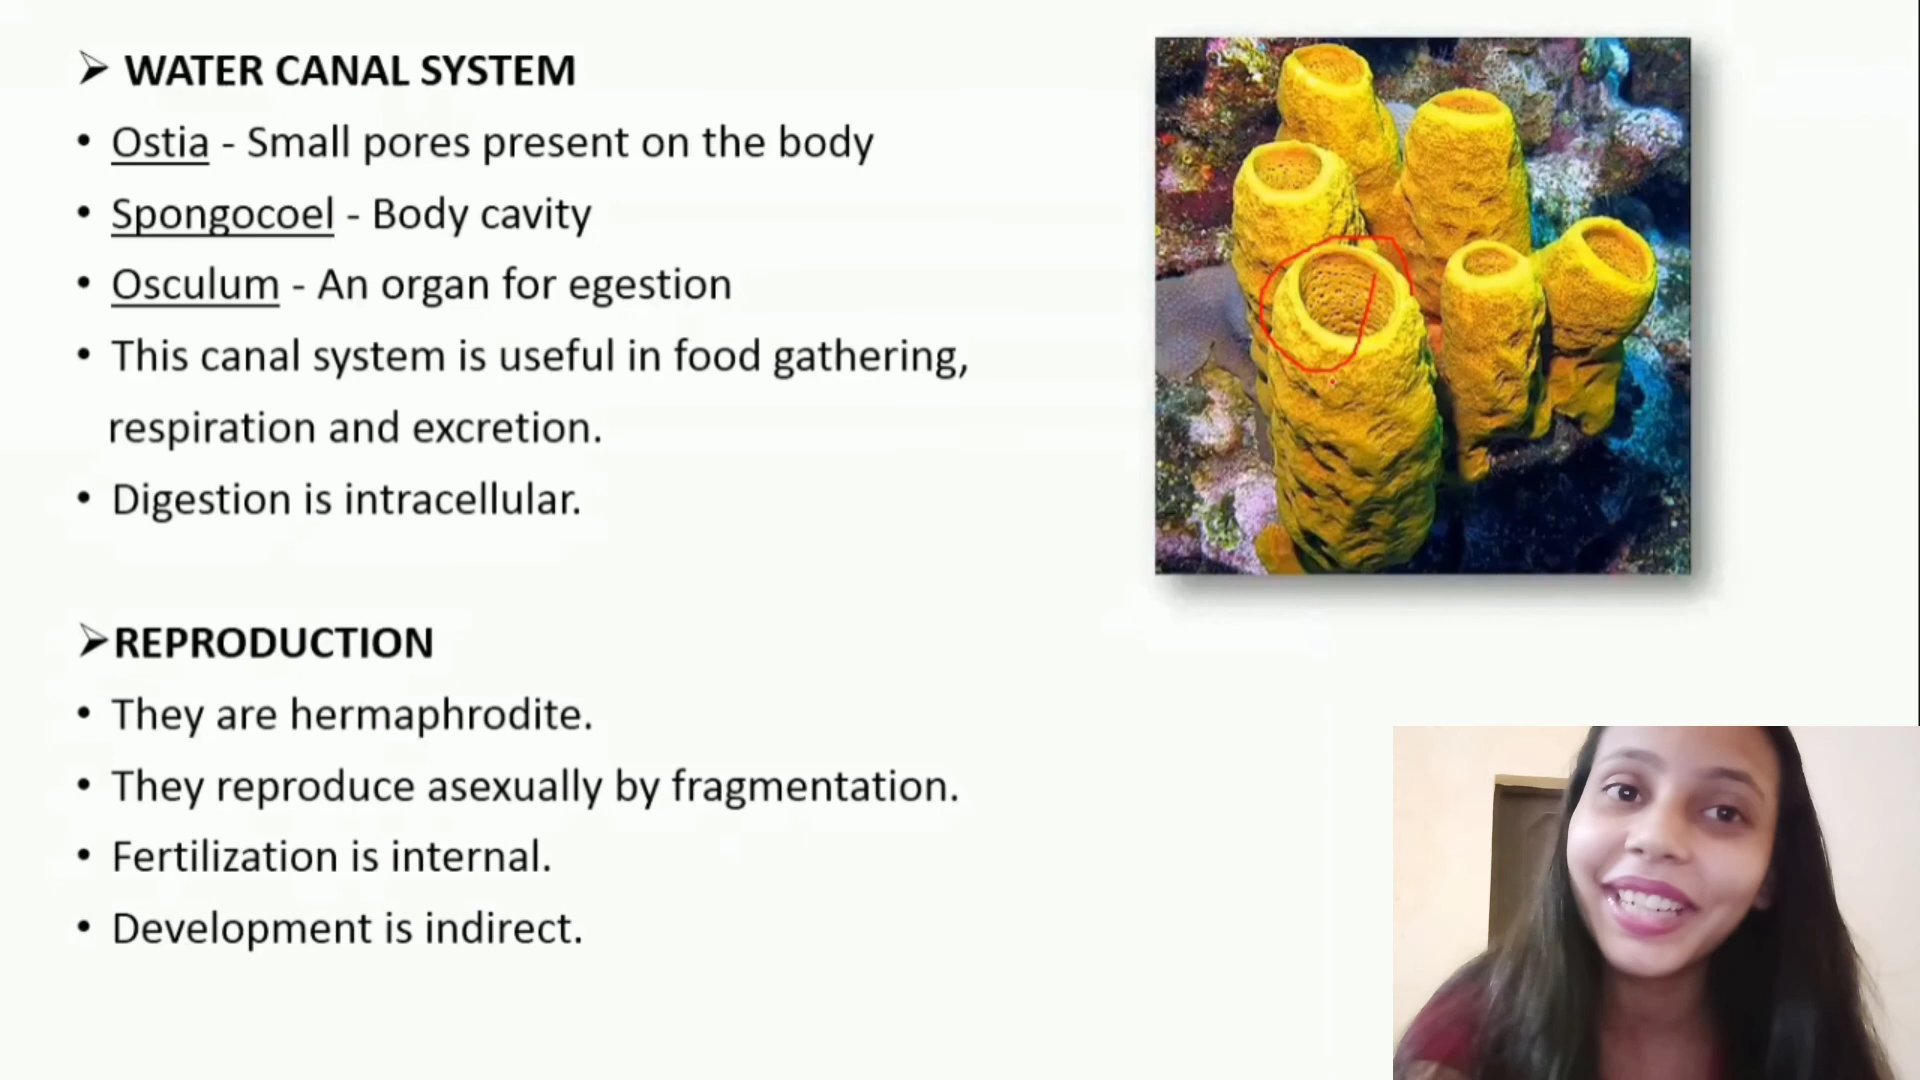 ➢ WATER CANAL SYSTEM
• Ostia - Small pores present on the body
• Spongocoel - Body cavity
• Osculum - An organ for egestion
• This canal system is useful in food gathering,
respiration and excretion.
• Digestion is intracellular.
➢REPRODUCTION
• They are hermaphrodite.
• They reproduce asexually by fragmentation.
• Fertilization is internal.
• Development is indirect.